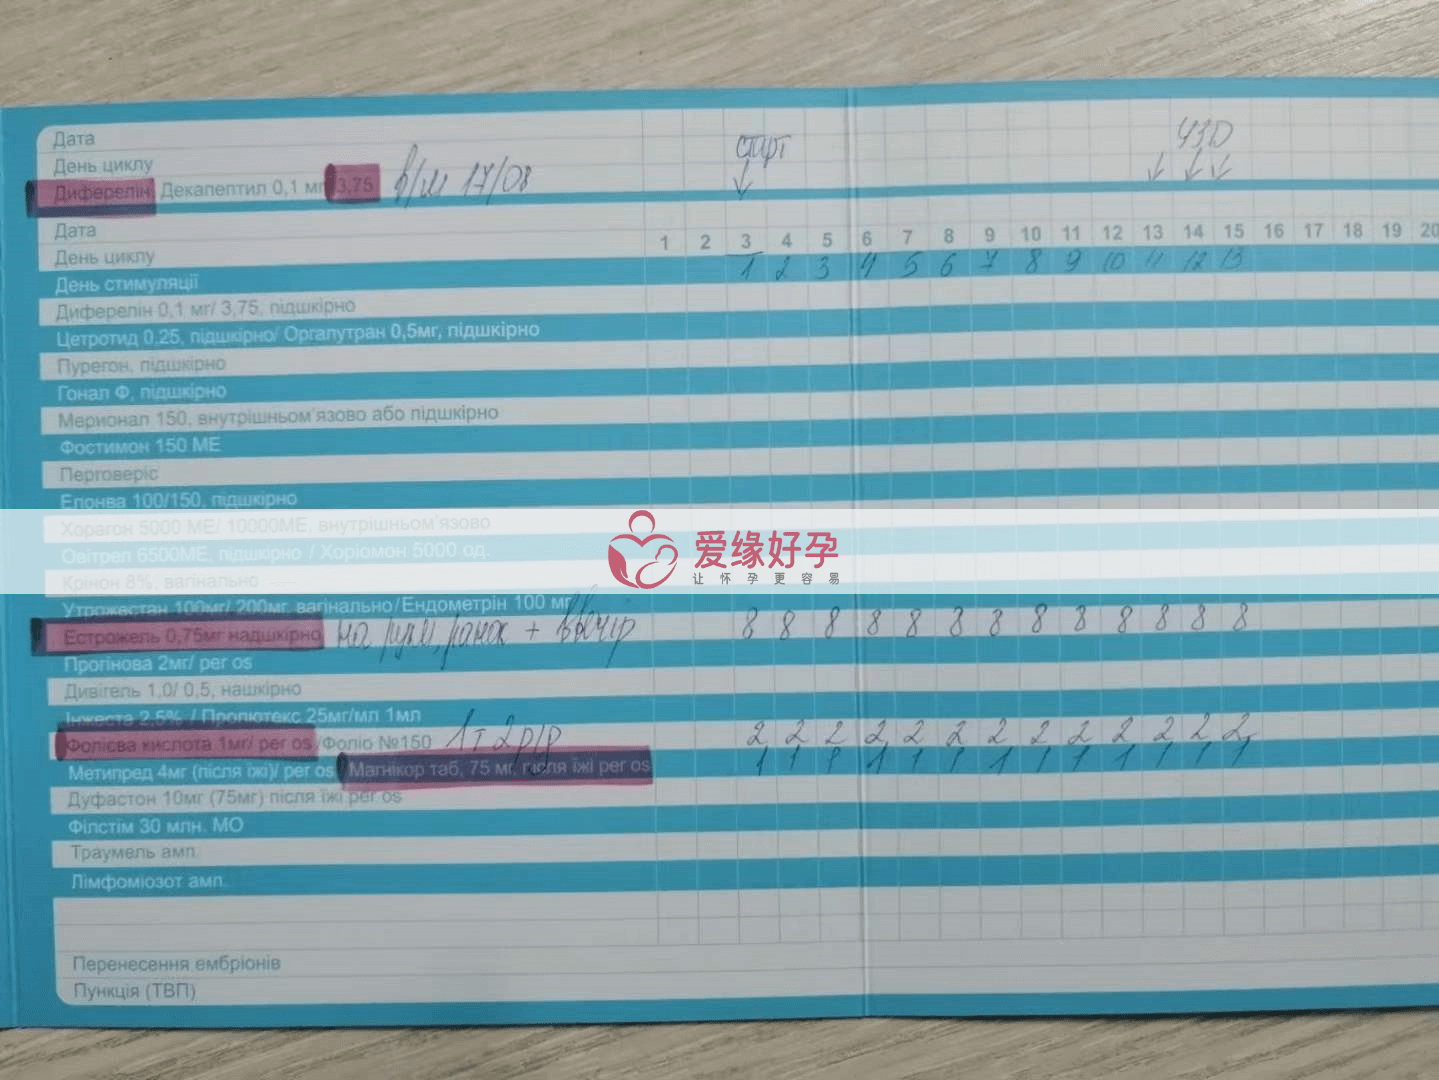 Дата
День циклу
старт
УЗД
Диферелін Декапептил 0,1 мг 3,75 в/м 17/08
Дата
День циклу 1 2 3 4 5 6 7 8 9 10 11 12 13 14 15 16 17 18 19 20
День стимуляції 1 2 3 4 5 6 7 8 9 10 11 12 13
Диферелін 0,1 мг/ 3,75, підшкірно
Цетротид 0.25, підшкірно/ Оргалутран 0,5мг, підшкірно
Пурегон, підшкірно
Гонал Ф, підшкірно
Мерионал 150, внутрішньом'язово або підшкірно
Фостимон 150 МЕ
Перговеріс
Елонва 100/150, підшкірно
Хорагон 5000 МЕ/ 10000МЕ, внутрішньом'язово
Овітрел 6500МЕ, підшкірно / Хоріомон 5000 од.
爱缘好孕
让怀孕更容易
Крінон 8%, вагінально
Утрожестан 100мг/ 200мг, вагінально/Ендометрін 100 мг
Естрожель 0,75мг надшкірно на руки, ранок + ввечір 8 8 8 8 8 8 8 8 8 8 8 8 8
Прогінова 2мг/ per os
Дивігель 1,0/ 0,5, нашкірно
Інжеста 2,5% / Пролютекс 25мг/мл 1мл
Фолієва кислота 1мг/ per os/Фоліо №150 1т 2р/р 2 2 2 2 2 2 2 2 2 2 2 2 2
Метипред 4мг (після їжі)/ per os Магнікор таб, 75 мг, після їжі per os 1 1 1 1 1 1 1 1 1 1 1 1 1
Дуфастон 10мг (75мг) після їжі per os
Філстім 30 млн. МО
Траумель амп.
Лімфоміозот амп.
Перенесення ембріонів
Пункція (ТВП)